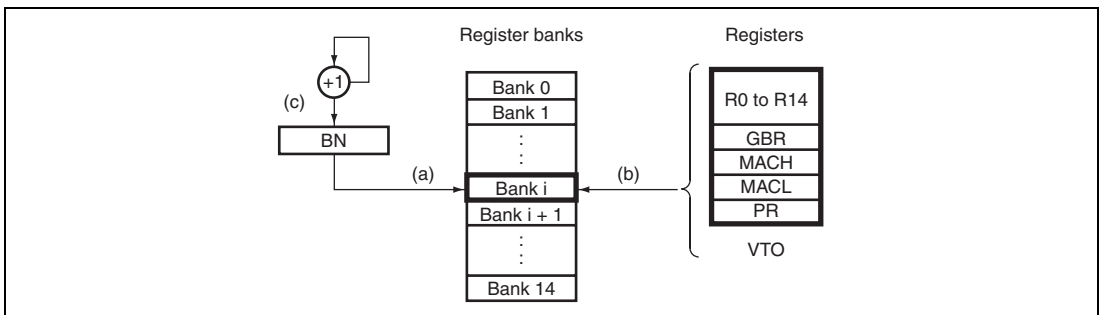 Register banks
Registers
+1
(c)
BN
(a)
Bank 0
Bank 1
:
:
Bank i
Bank i + 1
:
:
Bank 14
(b)
R0 to R14
GBR
MACH
MACL
PR
VTO